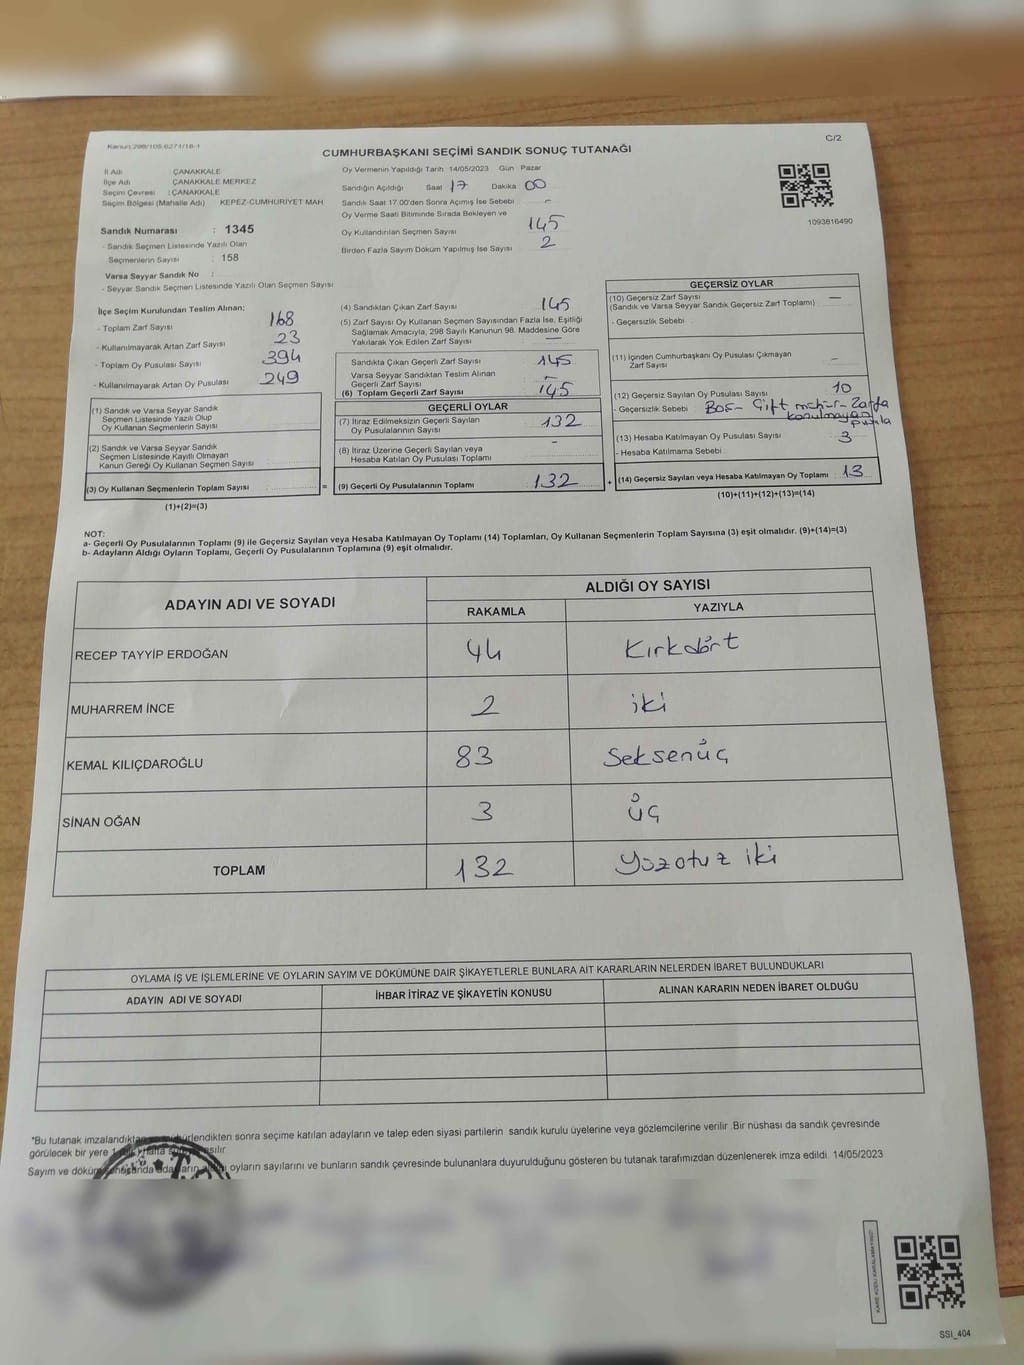 Kanun:298/105.6271/18-1
C/2
CUMHURBAŞKANI SEÇİMİ SANDIK SONUÇ TUTANAĞI
İl Adı ÇANAKKALE
İlçe Adı ÇANAKKALE MERKEZ
Seçim Çevresi : ÇANAKKALE
Seçim Bölgesi (Mahalle Adı) KEPEZ-CUMHURİYET MAH
Sandık Numarası : 1345
- Sandık Seçmen Listesinde Yazılı Olan
Seçmenlerin Sayısı : 158
Varsa Seyyar Sandık No :
- Seyyar Sandık Seçmen Listesinde Yazılı Olan Seçmen Sayısı
Oy Vermenin Yapıldığı Tarih 14/05/2023 Gün Pazar
Sandığın Açıldığı Saat 17 Dakika 00
Sandık Saat 17.00'den Sonra Açımış İse Sebebi -
Oy Verme Saati Bitiminde Sırada Bekleyen ve
Oy Kullandırılan Seçmen Sayısı 145
Birden Fazla Sayım Döküm Yapılmış İse Sayısı 2
1093816490
İlçe Seçim Kurulundan Teslim Alınan;
- Toplam Zarf Sayısı 168
- Kullanılmayarak Artan Zarf Sayısı 23
- Toplam Oy Pusulası Sayısı 394
- Kullanılmayarak Artan Oy Pusulası 249
(1) Sandık ve Varsa Seyyar Sandık
Seçmen Listesinde Yazılı Olup
Oy Kullanan Seçmenlerin Sayısı
(2) Sandık ve Varsa Seyyar Sandık
Seçmen Listesinde Kayıtlı Olmayan
Kanun Gereği Oy Kullanan Seçmen Sayısı
(3) Oy Kullanan Seçmenlerin Toplam Sayısı
(1)+(2)=(3)
(4) Sandıktan Çıkan Zarf Sayısı 145
(5) Zarf Sayısı Oy Kullanan Seçmen Sayısından Fazla İse, Eşitliği
Sağlamak Amacıyla, 298 Sayılı Kanunun 98. Maddesine Göre
Yakılarak Yok Edilen Zarf Sayısı —
Sandıkta Çıkan Geçerli Zarf Sayısı 145
Varsa Seyyar Sandıktan Teslim Alınan
Geçerli Zarf Sayısı -
(6) Toplam Geçerli Zarf Sayısı 145
GEÇERLİ OYLAR
(7) İtiraz Edilmeksizin Geçerli Sayılan
Oy Pusulalarının Sayısı 132
(8) İtiraz Üzerine Geçerli Sayılan veya
Hesaba Katılan Oy Pusulası Toplamı -
= (9) Geçerli Oy Pusulalarının Toplamı 132
GEÇERSİZ OYLAR
(10) Geçersiz Zarf Sayısı —
(Sandık ve Varsa Seyyar Sandık Geçersiz Zarf Toplamı)
- Geçersizlik Sebebi
(11) İçinden Cumhurbaşkanı Oy Pusulası Çıkmayan
Zarf Sayısı -
(12) Geçersiz Sayılan Oy Pusulası Sayısı 10
- Geçersizlik Sebebi Boş- Çift mühür- Zarfa
konulmayan
pusula
(13) Hesaba Katılmayan Oy Pusulası Sayısı 3
- Hesaba Katılmama Sebebi
+ (14) Geçersiz Sayılan veya Hesaba Katılmayan Oy Toplamı 13
(10)+(11)+(12)+(13)=(14)
NOT:
a- Geçerli Oy Pusulalarının Toplamı (9) ile Geçersiz Sayılan veya Hesaba Katılmayan Oy Toplamı (14) Toplamları, Oy Kullanan Seçmenlerin Toplam Sayısına (3) eşit olmalıdır. (9)+(14)=(3)
b- Adayların Aldığı Oyların Toplamı, Geçerli Oy Pusulalarının Toplamına (9) eşit olmalıdır.
ADAYIN ADI VE SOYADI
ALDIĞI OY SAYISI
RAKAMLA YAZIYLA
RECEP TAYYİP ERDOĞAN 44 Kırkdört
MUHARREM İNCE 2 iki
KEMAL KILIÇDAROĞLU 83 Seksenüç
SİNAN OĞAN 3 üç
TOPLAM 132 Yüzotuz iki
OYLAMA İŞ VE İŞLEMLERİNE VE OYLARIN SAYIM VE DÖKÜMÜNE DAİR ŞİKAYETLERLE BUNLARA AİT KARARLARIN NELERDEN İBARET BULUNDUKLARI
ADAYIN ADI VE SOYADI İHBAR İTİRAZ VE ŞİKAYETİN KONUSU ALINAN KARARIN NEDEN İBARET OLDUĞU
*Bu tutanak imzalandıktan mühürlendikten sonra seçime katılan adayların ve talep eden siyasi partilerin sandık kurulu üyelerine veya gözlemcilerine verilir .Bir nüshası da sandık çevresinde
görülecek bir yere 1 hafta asılır
Sayım ve döküm oyların sayılarını ve bunların sandık çevresinde bulunanlara duyurulduğunu gösteren bu tutanak tarafımızdan düzenlenerek imza edildi. 14/05/2023
SSİ_404